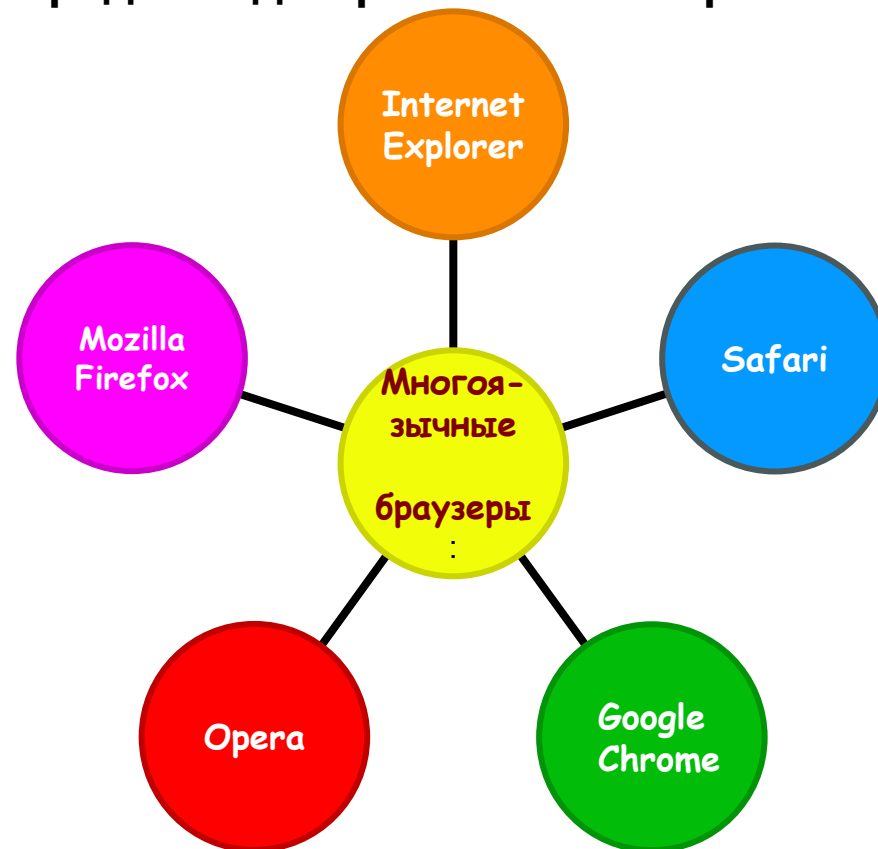 Internet
Explorer
Mozilla
Firefox
Safari
Многоя-
зычные
браузеры
:
Opera
Google
Chrome